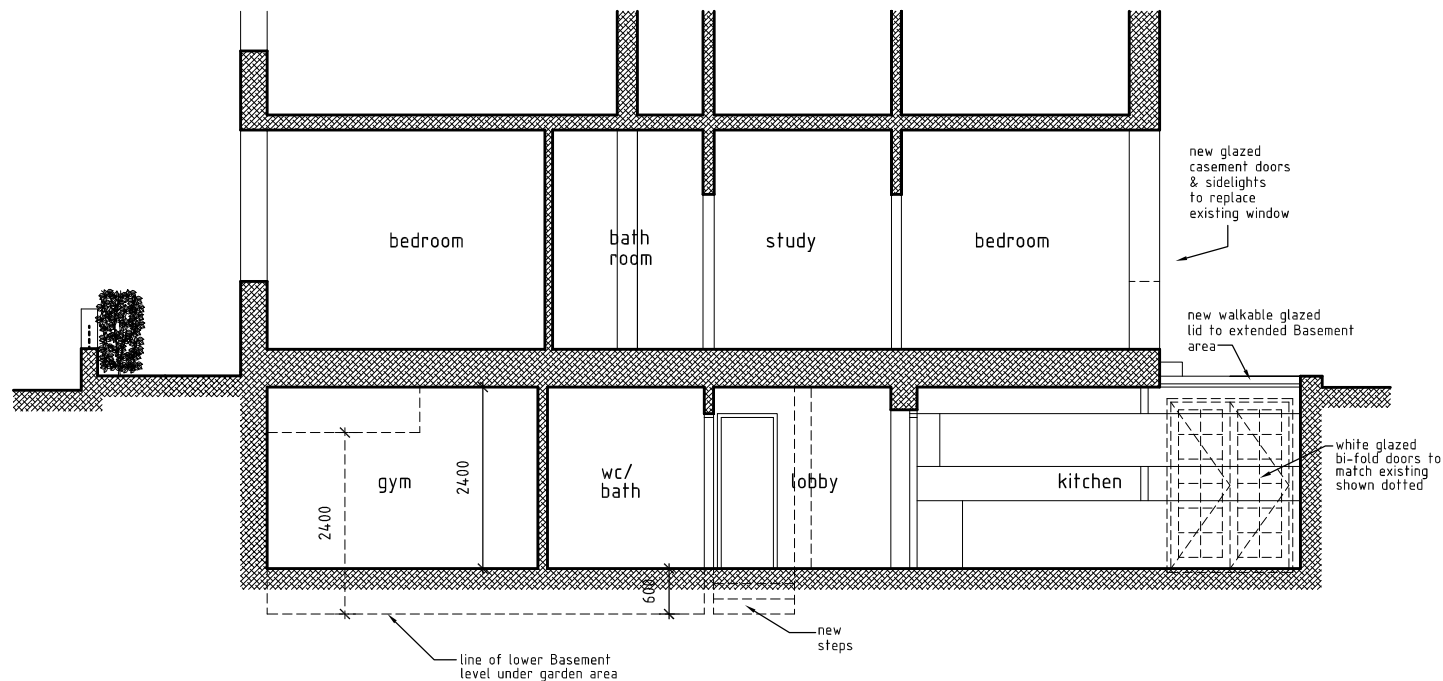 new glazed
casement doors
& sidelights
to replace
existing window
bedroom
bath
room
study
bedroom
new walkable glazed
lid to extended Basement
area
white glazed
bi-fold doors to
match existing
shown dotted
gym
2400
2400
wc/
bath
lobby
kitchen
600
new
steps
line of lower Basement
level under garden area